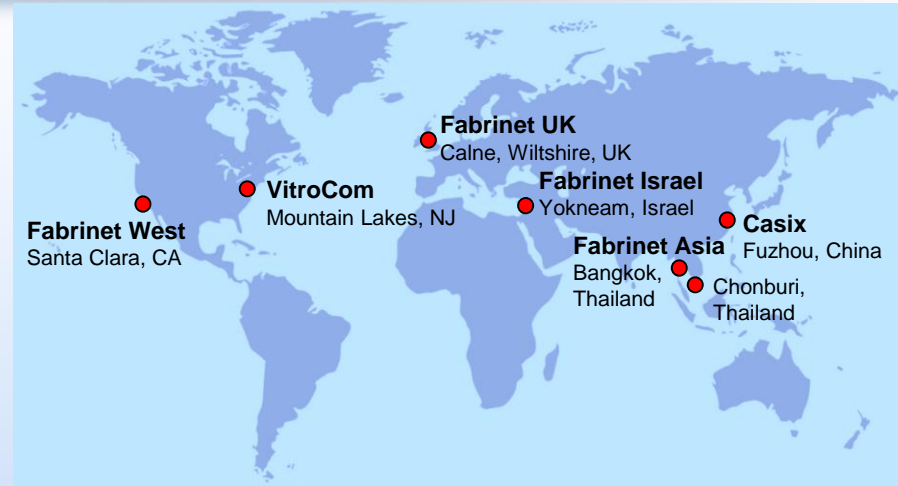 Fabrinet UK
Calne, Wiltshire, UK
VitroCom
Mountain Lakes, NJ
Fabrinet West
Santa Clara, CA
Fabrinet Israel
Yokneam, Israel
Casix
Fuzhou, China
Fabrinet Asia
Bangkok,
Thailand
Chonburi,
Thailand